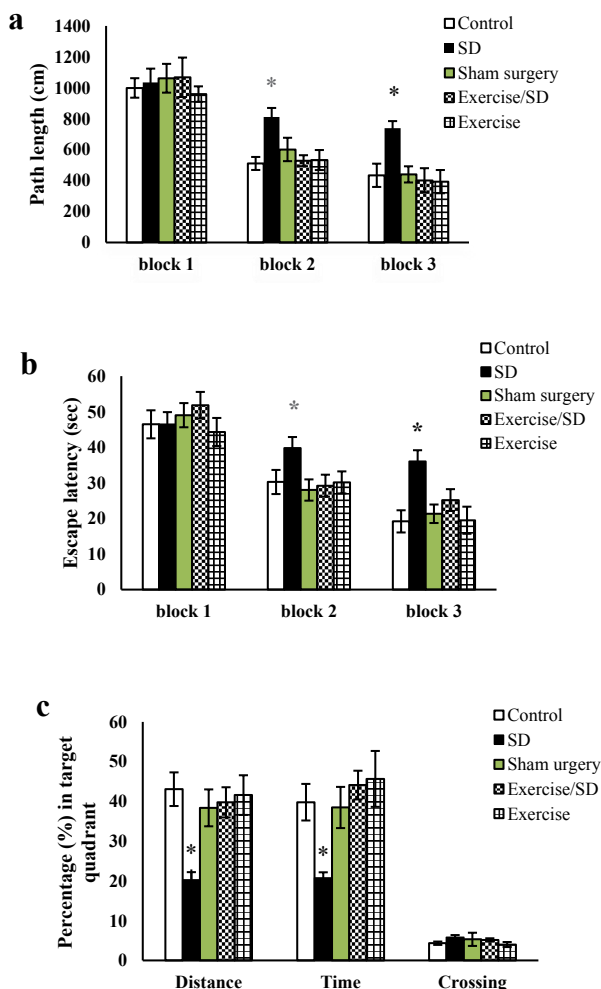 a
Control
SD
Sham surgery
Exercise/SD
Exercise
Path length (cm)
1400
1200
1000
800
600
400
200
0
*
*
block 1 block 2 block 3
b
Control
SD
Sham surgery
Exercise/SD
Exercise
Escape latency (sec)
60
50
40
30
20
10
0
*
*
block 1 block 2 block 3
c
Control
SD
Sham urgery
Exercise/SD
Exercise
Percentage (%) in target
quadrant
60
50
40
30
20
10
0
*
*
Distance Time Crossing